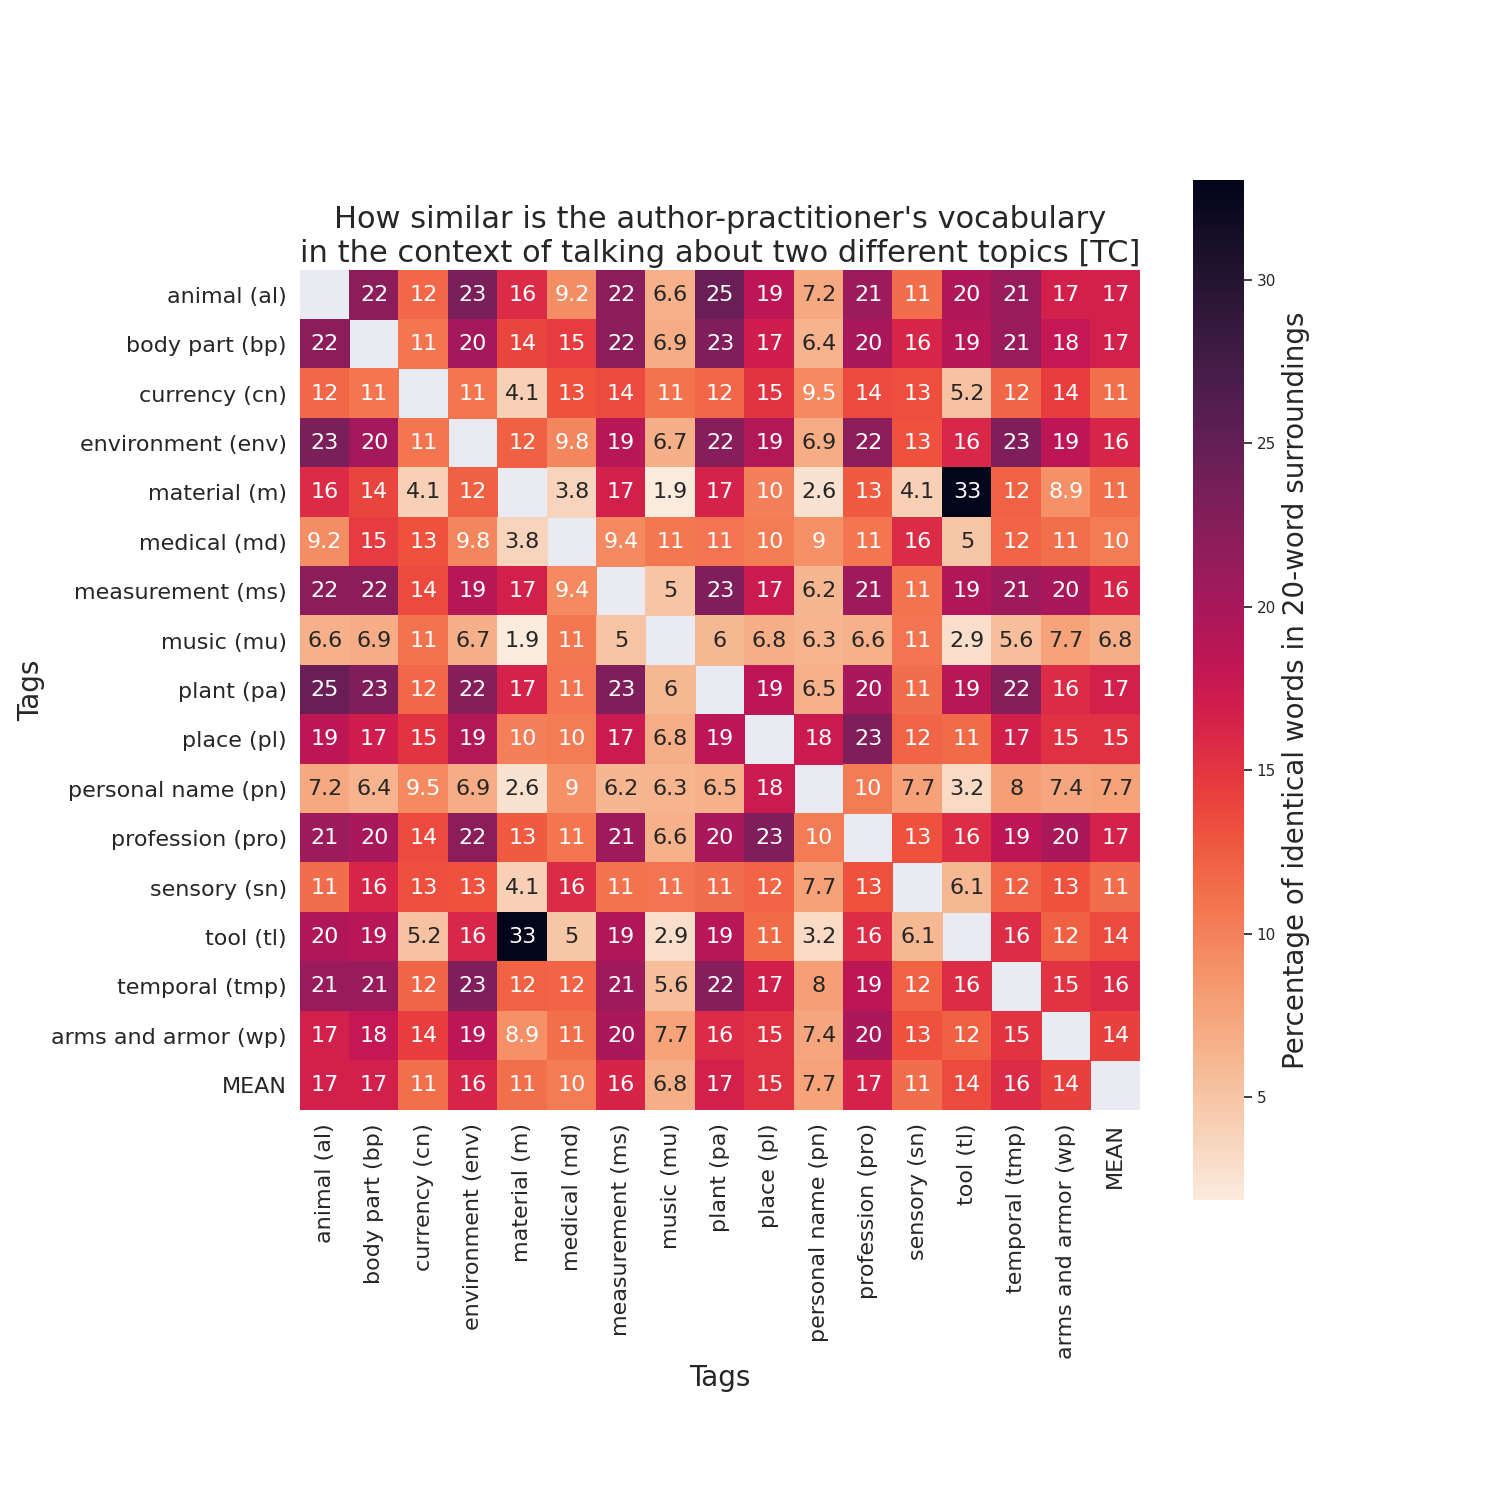 How similar is the author-practitioner's vocabulary
in the context of talking about two different topics [TC]
animal (al) 22 12 23 16 9.2 22 6.6 25 19 7.2 21 11 20 21 17 17
body part (bp) 22 11 20 14 15 22 6.9 23 17 6.4 20 16 19 21 18 17
currency (cn) 12 11 11 4.1 13 14 11 12 15 9.5 14 13 5.2 12 14 11
environment (env) 23 20 11 12 9.8 19 6.7 22 19 6.9 22 13 16 23 19 16
material (m) 16 14 4.1 12 3.8 17 1.9 17 10 2.6 13 4.1 33 12 8.9 11
medical (md) 9.2 15 13 9.8 3.8 9.4 11 11 10 9 11 16 5 12 11 10
measurement (ms) 22 22 14 19 17 9.4 5 23 17 6.2 21 11 19 21 20 16
music (mu) 6.6 6.9 11 6.7 1.9 11 5 6 6.8 6.3 6.6 11 2.9 5.6 7.7 6.8
plant (pa) 25 23 12 22 17 11 23 6 19 6.5 20 11 19 22 16 17
place (pl) 19 17 15 19 10 10 17 6.8 19 18 23 12 11 17 15 15
personal name (pn) 7.2 6.4 9.5 6.9 2.6 9 6.2 6.3 6.5 18 10 7.7 3.2 8 7.4 7.7
profession (pro) 21 20 14 22 13 11 21 6.6 20 23 10 13 16 19 20 17
sensory (sn) 11 16 13 13 4.1 16 11 11 11 12 7.7 13 6.1 12 13 11
tool (tl) 20 19 5.2 16 33 5 19 2.9 19 11 3.2 16 6.1 16 12 14
temporal (tmp) 21 21 12 23 12 12 21 5.6 22 17 8 19 12 16 15 16
arms and armor (wp) 17 18 14 19 8.9 11 20 7.7 16 15 7.4 20 13 12 15 14
MEAN 17 17 11 16 11 10 16 6.8 17 15 7.7 17 11 14 16 14
Tags
animal (al)
body part (bp)
currency (cn)
environment (env)
material (m)
medical (md)
measurement (ms)
music (mu)
plant (pa)
place (pl)
personal name (pn)
profession (pro)
sensory (sn)
tool (tl)
temporal (tmp)
arms and armor (wp)
MEAN
Tags
30
25
20
15
10
5
Percentage of identical words in 20-word surroundings